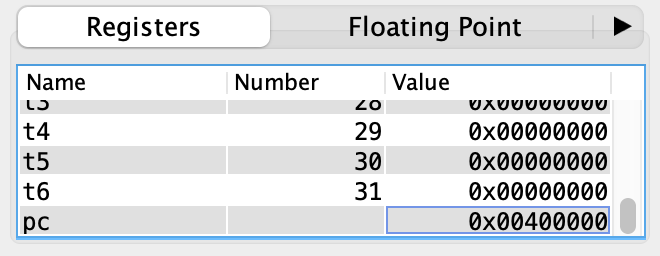 Registers Floating Point
Name Number Value
t3 28 0x00000000
t4 29 0x00000000
t5 30 0x00000000
t6 31 0x00000000
pc 0x00400000